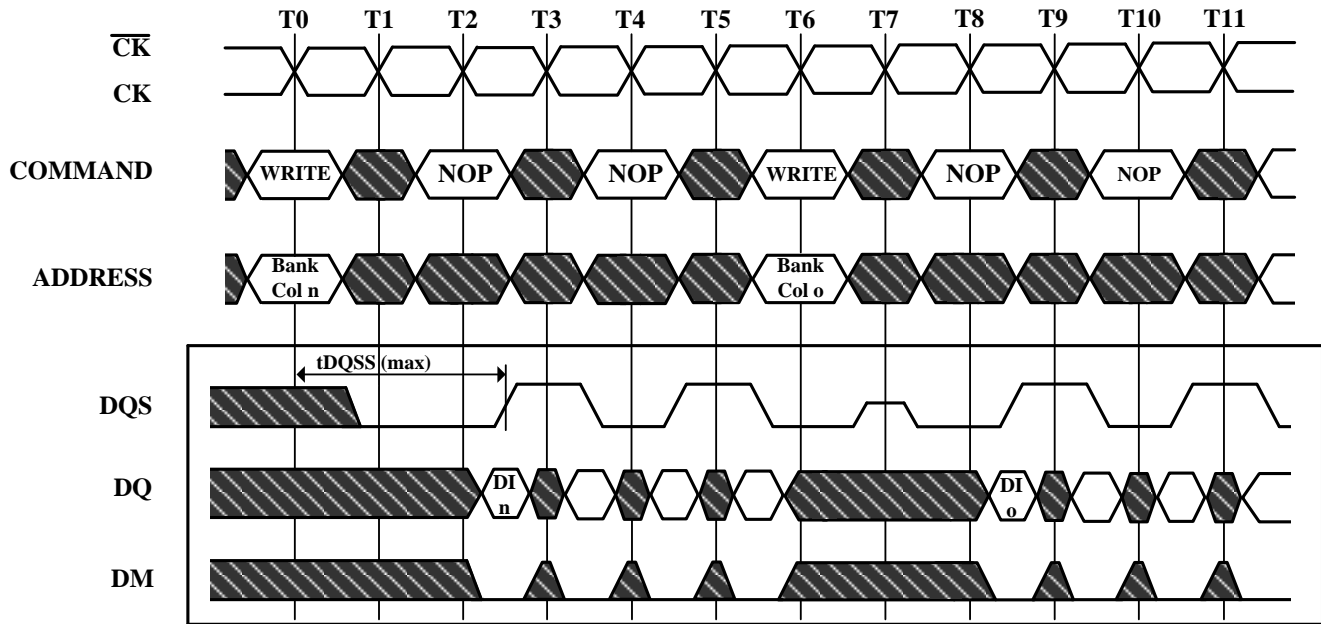 T0 T1 T2 T3 T4 T5 T6 T7 T8 T9 T10 T11
CK
CK
COMMAND WRITE NOP NOP WRITE NOP NOP
ADDRESS
Bank Bank
Col n Col o
tDQSS (max)
DQS
DQ
DI DI
n o
DM